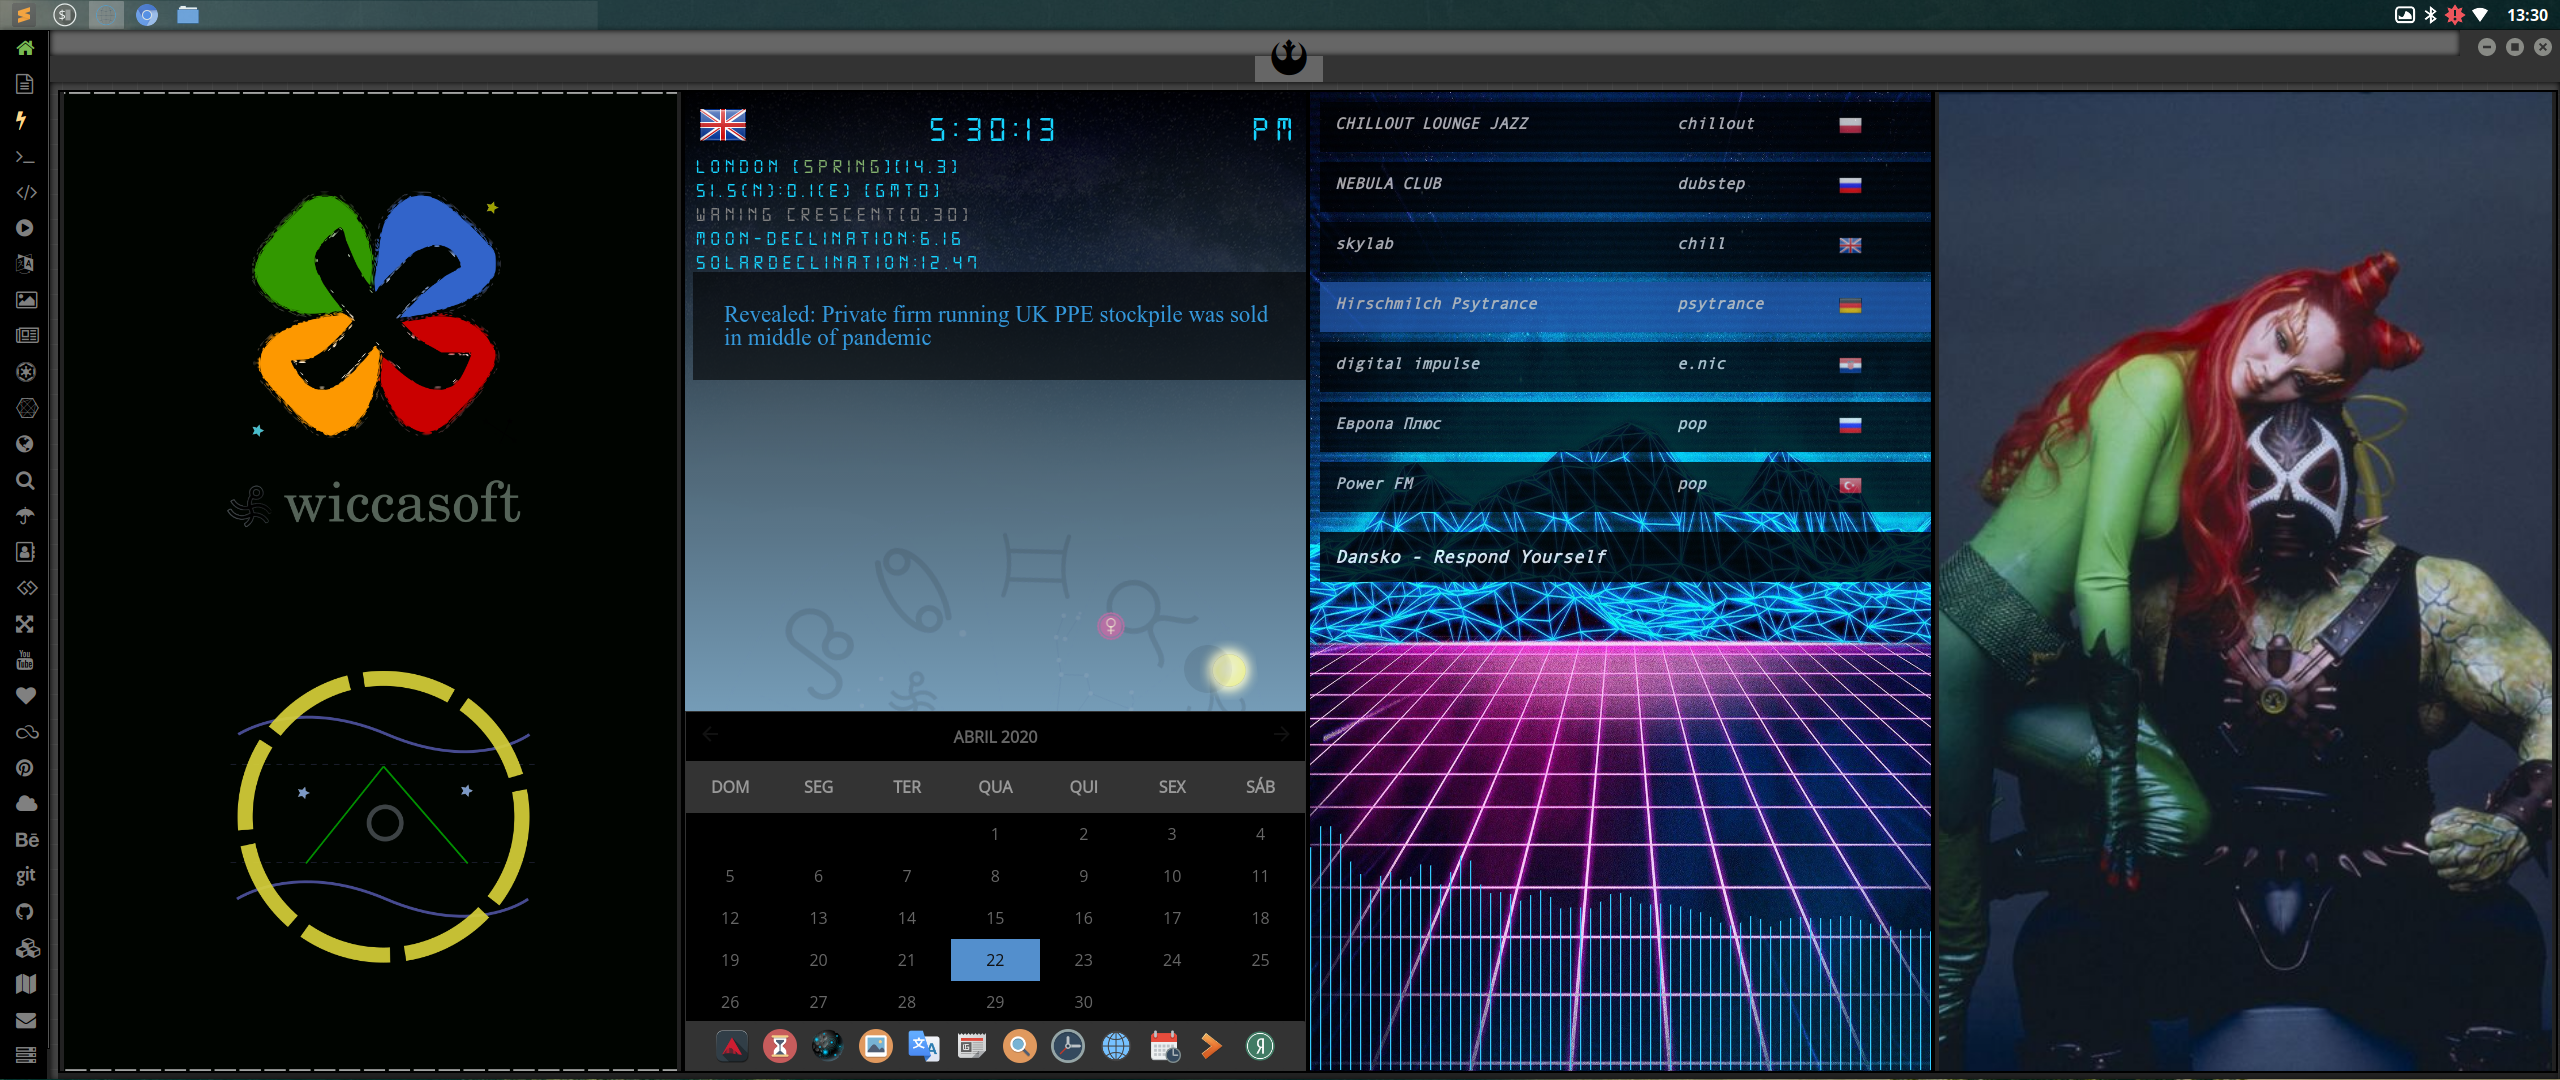 13:30
You
Tube
Bē
git
wiccasoft
5:30:13 PM
LONDON [SPRING][14.3]
51.5(N):0.1(E) [GMT0]
WANING CRESCENT[0.30]
MOON-DECLINATION:6.16
SOLARDECLINATION:12.47
Revealed: Private firm running UK PPE stockpile was sold
in middle of pandemic
ABRIL 2020
DOM SEG TER QUA QUI SEX SÁB
1 2 3 4
5 6 7 8 9 10 11
12 13 14 15 16 17 18
19 20 21 22 23 24 25
26 27 28 29 30
CHILLOUT LOUNGE JAZZ chillout
NEBULA CLUB dubstep
skylab chill
Hirschmilch Psytrance psytrance
digital impulse e.nic
Европа Плюс pop
Power FM pop
Dansko - Respond Yourself